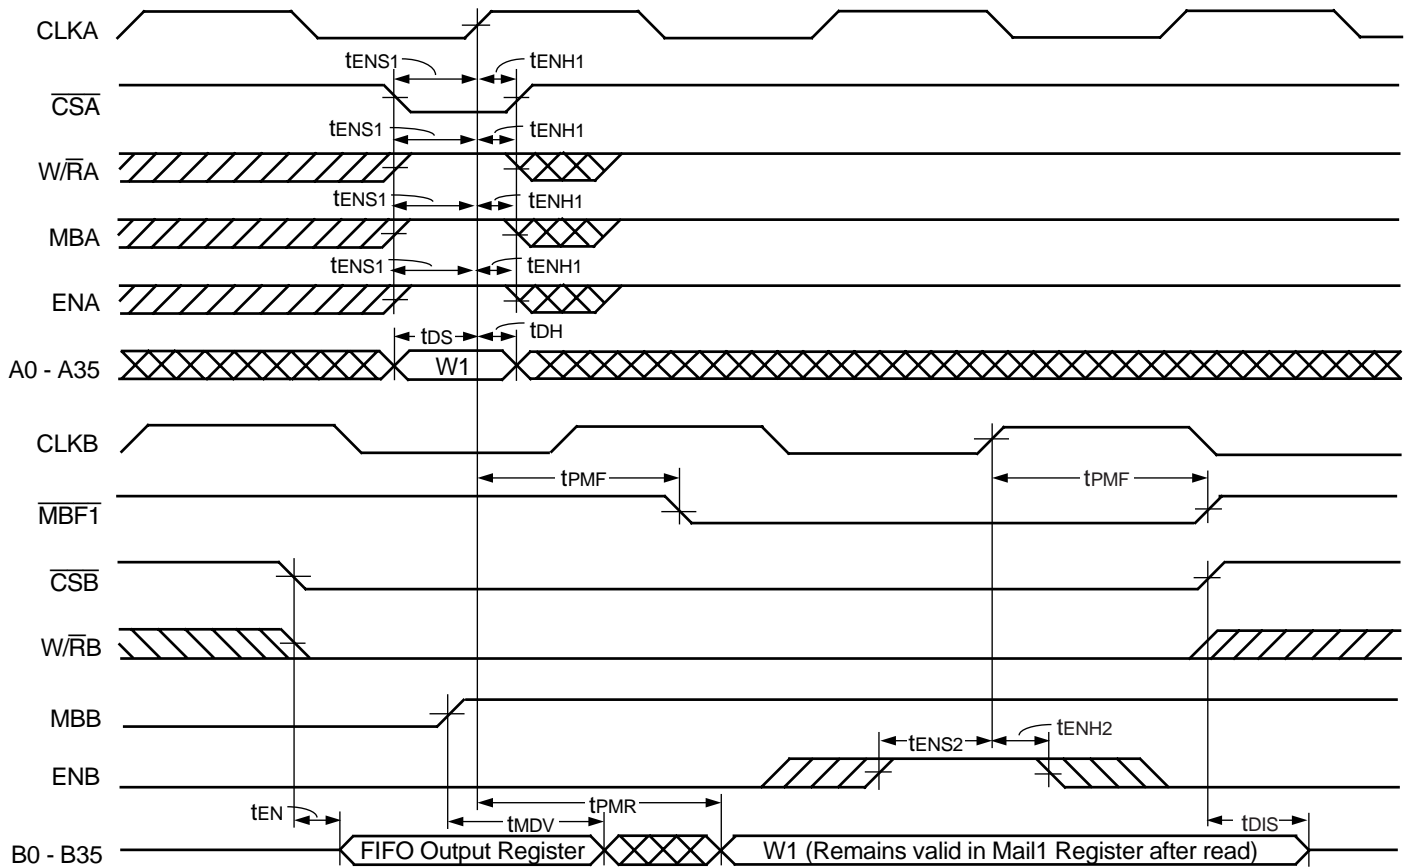 CLKA
tENS1 tENH1
CSA
tENS1 tENH1
W/RA
tENS1 tENH1
MBA
tENS1 tENH1
ENA
tDS tDH
A0 - A35 W1
CLKB
tPMF tPMF
MBF1
CSB
W/RB
MBB
tENS2 tENH2
ENB
tEN tMDV tPMR tDIS
B0 - B35 FIFO Output Register W1 (Remains valid in Mail1 Register after read)